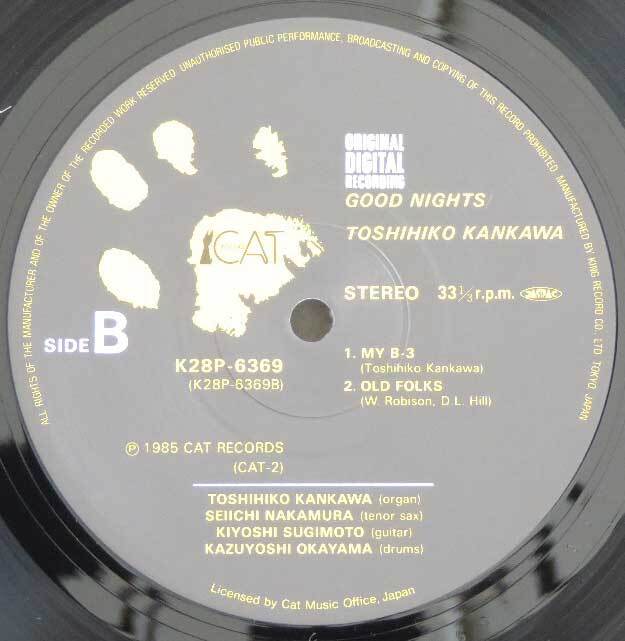 ALL RIGHTS OF THE MANUFACTURER AND OF THE OWNER OF THE RECORDED WORK RESERVED. UNAUTHORISED PUBLIC PERFORMANCE, BROADCASTING AND COPYING OF THIS RECORD PROHIBITED. MANUFACTURED BY KING RECORD CO., LTD. TOKYO, JAPAN
ORIGINAL
DIGITAL
RECORDING
GOOD NIGHTS
TOSHIHIKO KANKAWA
CAT
STEREO 33 1/3 r.p.m.
SIDE B
K28P-6369
(K28P-6369B)
1. MY B-3
(Toshihiko Kankawa)
2. OLD FOLKS
(W. Robison, D.L. Hill)
℗ 1985 CAT RECORDS
(CAT-2)
TOSHIHIKO KANKAWA (organ)
SEIICHI NAKAMURA (tenor sax)
KIYOSHI SUGIMOTO (guitar)
KAZUYOSHI OKAYAMA (drums)
Licensed by Cat Music Office, Japan